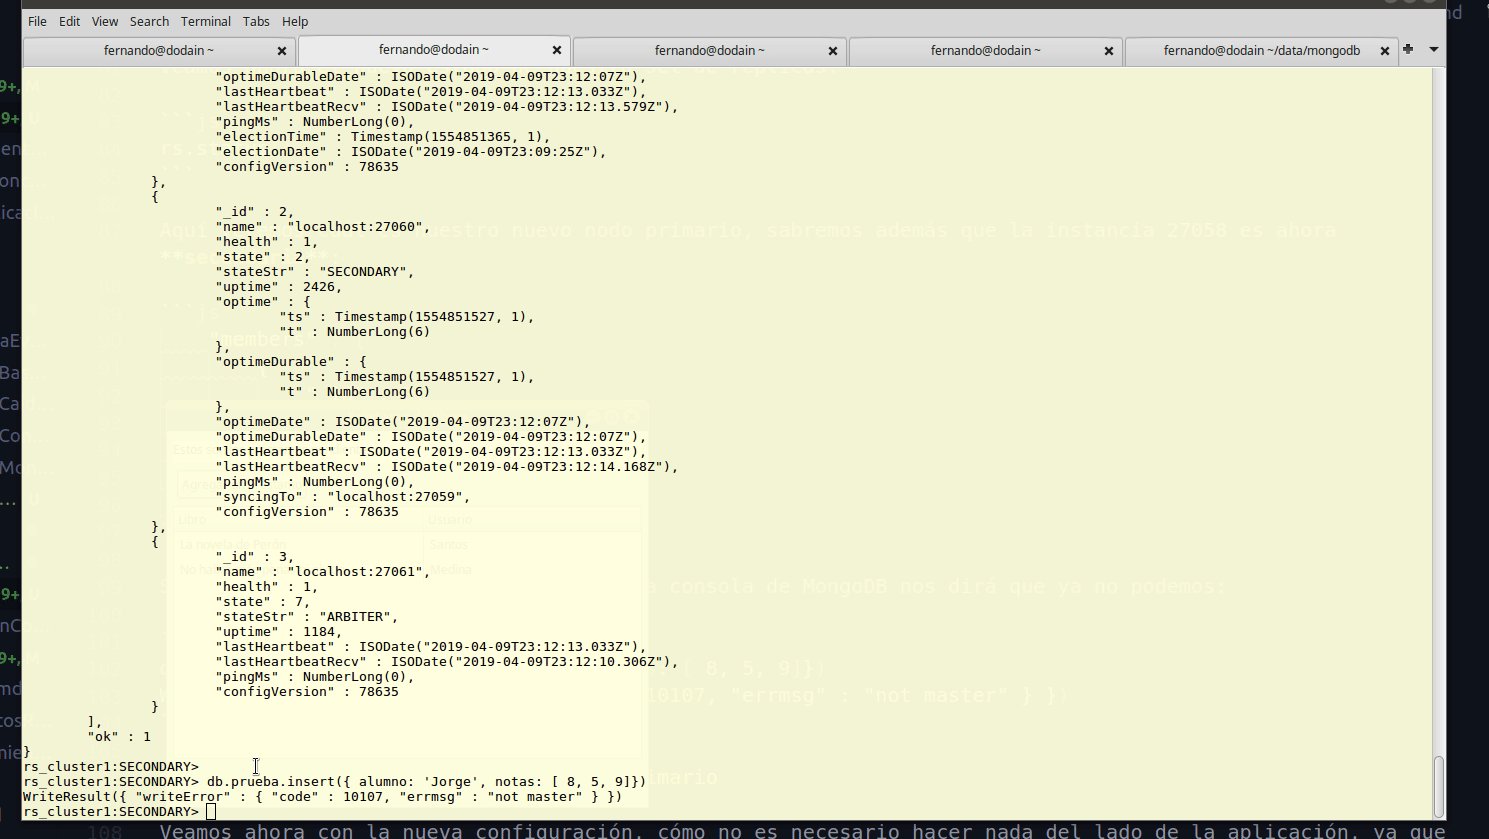 File Edit View Search Terminal Tabs Help
fernando@dodain ~ fernando@dodain ~ fernando@dodain ~ fernando@dodain ~ fernando@dodain ~/data/mongodb
"optimeDurableDate" : ISODate("2019-04-09T23:12:07Z"),
"lastHeartbeat" : ISODate("2019-04-09T23:12:13.033Z"),
"lastHeartbeatRecv" : ISODate("2019-04-09T23:12:13.579Z"),
"pingMs" : NumberLong(0),
"electionTime" : Timestamp(1554851365, 1),
"electionDate" : ISODate("2019-04-09T23:09:25Z"),
"configVersion" : 78635
},
{
"_id" : 2,
"name" : "localhost:27060",
"health" : 1,
"state" : 2,
"stateStr" : "SECONDARY",
"uptime" : 2426,
"optime" : {
"ts" : Timestamp(1554851527, 1),
"t" : NumberLong(6)
},
"optimeDurable" : {
"ts" : Timestamp(1554851527, 1),
"t" : NumberLong(6)
},
"optimeDate" : ISODate("2019-04-09T23:12:07Z"),
"optimeDurableDate" : ISODate("2019-04-09T23:12:07Z"),
"lastHeartbeat" : ISODate("2019-04-09T23:12:13.033Z"),
"lastHeartbeatRecv" : ISODate("2019-04-09T23:12:14.168Z"),
"pingMs" : NumberLong(0),
"syncingTo" : "localhost:27059",
"configVersion" : 78635
},
{
"_id" : 3,
"name" : "localhost:27061",
"health" : 1,
"state" : 7,
"stateStr" : "ARBITER",
"uptime" : 1184,
"lastHeartbeat" : ISODate("2019-04-09T23:12:13.033Z"),
"lastHeartbeatRecv" : ISODate("2019-04-09T23:12:10.306Z"),
"pingMs" : NumberLong(0),
"configVersion" : 78635
}
],
"ok" : 1
}
rs_cluster1:SECONDARY>
rs_cluster1:SECONDARY> db.prueba.insert({ alumno: 'Jorge', notas: [ 8, 5, 9]})
WriteResult({ "writeError" : { "code" : 10107, "errmsg" : "not master" } })
rs_cluster1:SECONDARY>
108 Veamos ahora con la nueva configuración, cómo no es necesario hacer nada del lado de la aplicación, ya que